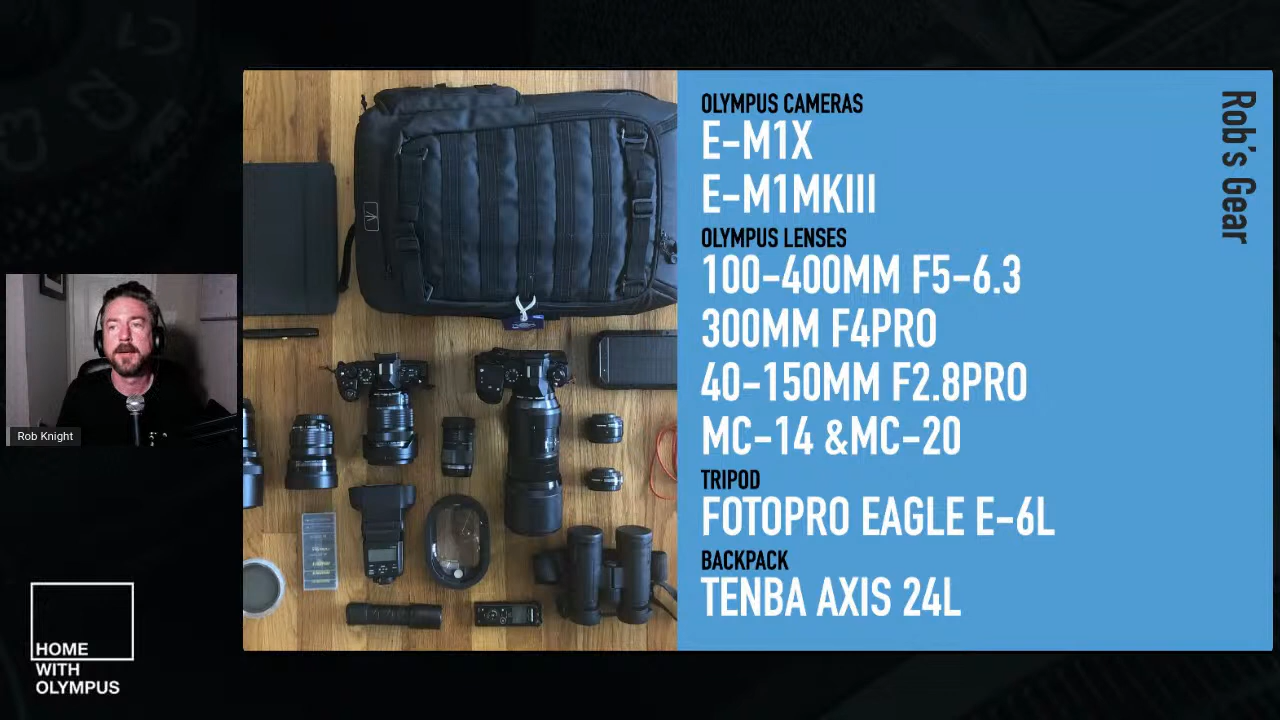 OLYMPUS CAMERAS
E-M1X
E-M1MKIII
OLYMPUS LENSES
100-400MM F5-6.3
300MM F4PRO
40-150MM F2.8PRO
MC-14 &MC-20
TRIPOD
FOTOPRO EAGLE E-6L
BACKPACK
TENBA AXIS 24L
Rob's Gear
Rob Knight
HOME
WITH
OLYMPUS